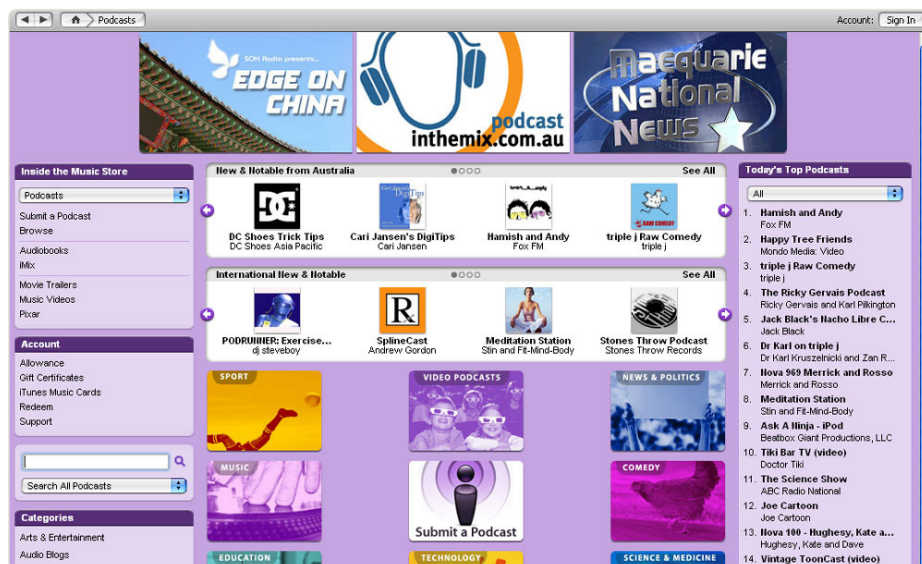 Podcasts
Account: Sign In
SOH Radio presents...
EDGE ON
CHINA
podcast
inthemix.com.au
Macquarie
National
News
Inside the Music Store
Podcasts
Submit a Podcast
Browse
Audiobooks
iMix
Movie Trailers
Music Videos
Pixar
Account
Allowance
Gift Certificates
iTunes Music Cards
Redeem
Support
Search All Podcasts
Categories
Arts & Entertainment
Audio Blogs
New & Notable from Australia
See All
DC Shoes Trick Tips
DC Shoes Asia Pacific
Cari Jansen's
DigiTips
Cari Jansen's DigiTips
Cari Jansen
Hamish and Andy
Fox FM
RAW COMEDY
triple j Raw Comedy
triple j
International New & Notable
See All
PODRUNNER: Exercise...
dj steveboy
R
SplineCast
Andrew Gordon
Meditation Station
Stin and Fit-Mind-Body
Stones Throw Podcast
Stones Throw Records
SPORT
VIDEO PODCASTS
NEWS & POLITICS
MUSIC
Submit a Podcast
COMEDY
EDUCATION
TECHNOLOGY
SCIENCE & MEDICINE
Today's Top Podcasts
All
1. Hamish and Andy
Fox FM
2. Happy Tree Friends
Mondo Media: Video
3. triple j Raw Comedy
triple j
4. The Ricky Gervais Podcast
Ricky Gervais and Karl Pilkington
5. Jack Black's Nacho Libre C...
Jack Black
6. Dr Karl on triple j
Dr Karl Kruszelnicki and Zan R...
7. Nova 969 Merrick and Rosso
Merrick and Rosso
8. Meditation Station
Stin and Fit-Mind-Body
9. Ask A Ninja - iPod
Beatbox Giant Productions, LLC
10. Tiki Bar TV (video)
Doctor Tiki
11. The Science Show
ABC Radio National
12. Joe Cartoon
Joe Cartoon
13. Nova 100 - Hughesy, Kate a...
Hughesy, Kate and Dave
14. Vintage ToonCast (video)